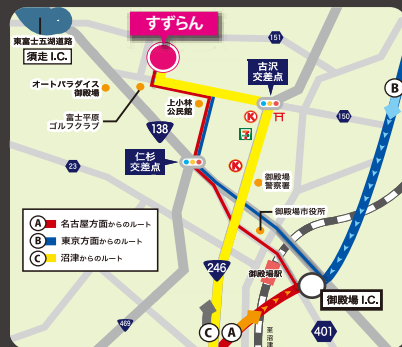 すずらん
東富士五湖道路
須走 I.C.
151
古沢
交差点
オートパラダイス
御殿場
上小林
公民館
B
富士平原
ゴルフクラブ
138
K
7
150
仁杉
交差点
23
K
御殿場
警察署
御殿場市役所
A 名古屋方面からのルート
B 東京方面からのルート
C 沼津からのルート
246
御殿場駅
御殿場 I.C.
469
C A
至沼津
401